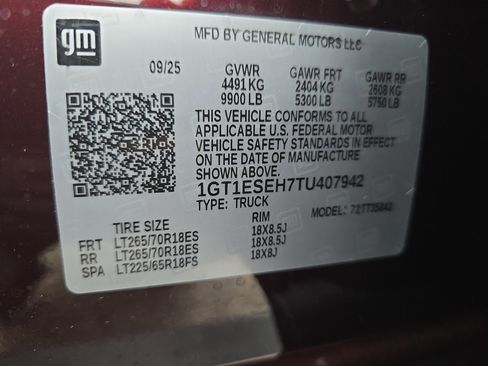 gm
MFD BY GENERAL MOTORS LLC
09/25 GVWR GAWR FRT GAWR RR
4491 KG 2404 KG 2608 KG
9900 LB 5300 LB 5750 LB
THIS VEHICLE CONFORMS TO ALL
APPLICABLE U.S. FEDERAL MOTOR
VEHICLE SAFETY STANDARDS IN
EFFECT ON THE DATE OF MANUFACTURE
SHOWN ABOVE.
1GT1ESEH7TU407942
TYPE: TRUCK MODEL:
TIRE SIZE RIM
FRT LT265/70R18ES 18X8.5J
RR LT265/70R18ES 18X8.5J
SPA LT225/65R18FS 18X8J